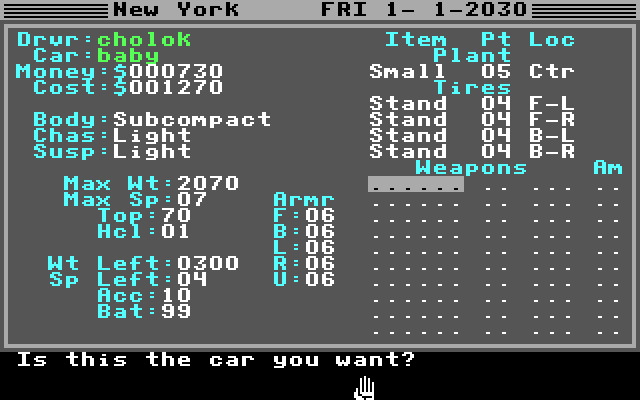 New York FRI 1- 1-2030
Drvr:cholok Item Pt Loc
Car:baby Plant
Money:$000730 Small 05 Ctr
Cost:$001270 Tires
Stand 04 F-L
Body:Subcompact Stand 04 F-R
Chas:Light Stand 04 B-L
Susp:Light Stand 04 B-R
Weapons Am
Max Wt:2070 ...... .. ... ..
Max Sp:07 Armr ...... .. ... ..
Top:70 F:06 ...... .. ... ..
Hcl:01 B:06 ...... .. ... ..
L:06 ...... .. ... ..
Wt Left:0300 R:06 ...... .. ... ..
Sp Left:04 U:06 ...... .. ... ..
Acc:10 ...... .. ... ..
Bat:99 ...... .. ... ..
...... .. ... ..
Is this the car you want?